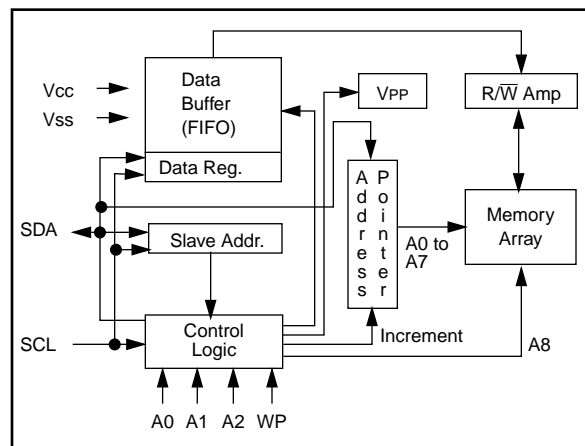 Vcc
Vss
Data
Buffer
(FIFO)
Data Reg.
VPP
R/W̅ Amp
SDA
Slave Addr.
Address
Pointer
A0 to
A7
Memory
Array
SCL
Control
Logic
Increment
A8
A0
A1
A2
WP